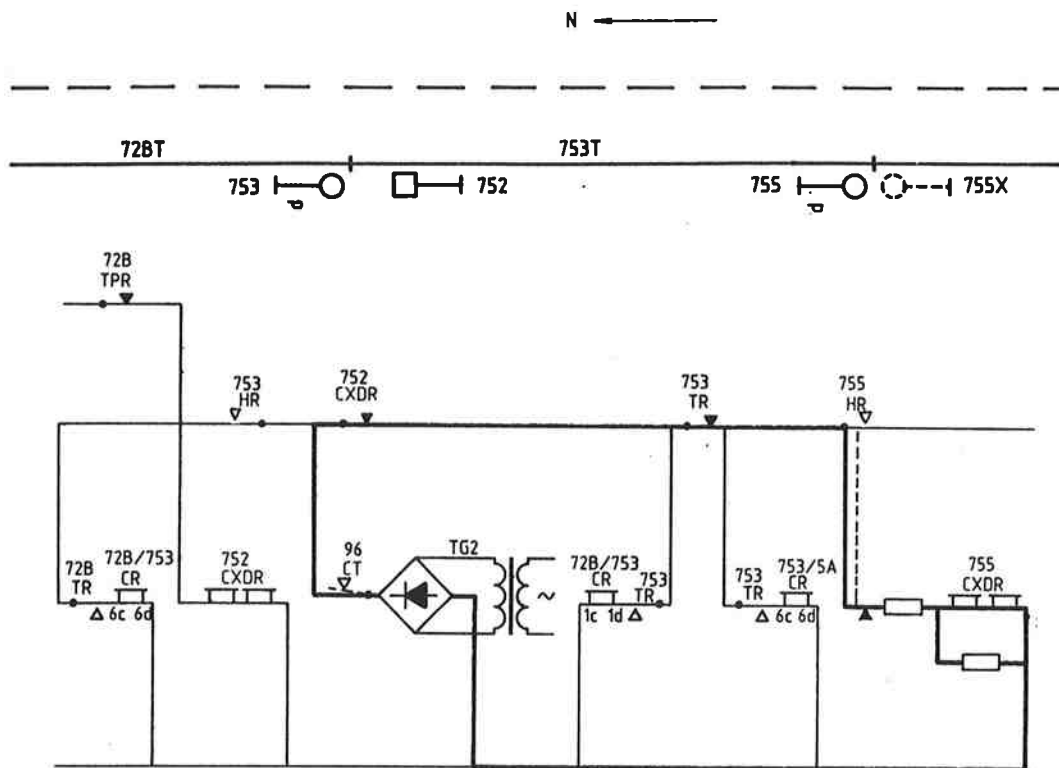 N
72BT
753T
753
752
755
755X
72B
TPR
753
HR
752
CXDR
753
TR
755
HR
72B
TR
72B/753
CR
6c 6d
752
CXDR
96
CT
TG2
72B/753
CR
1c 1d
753
TR
753
TR
753/SA
CR
6c 6d
755
CXDR